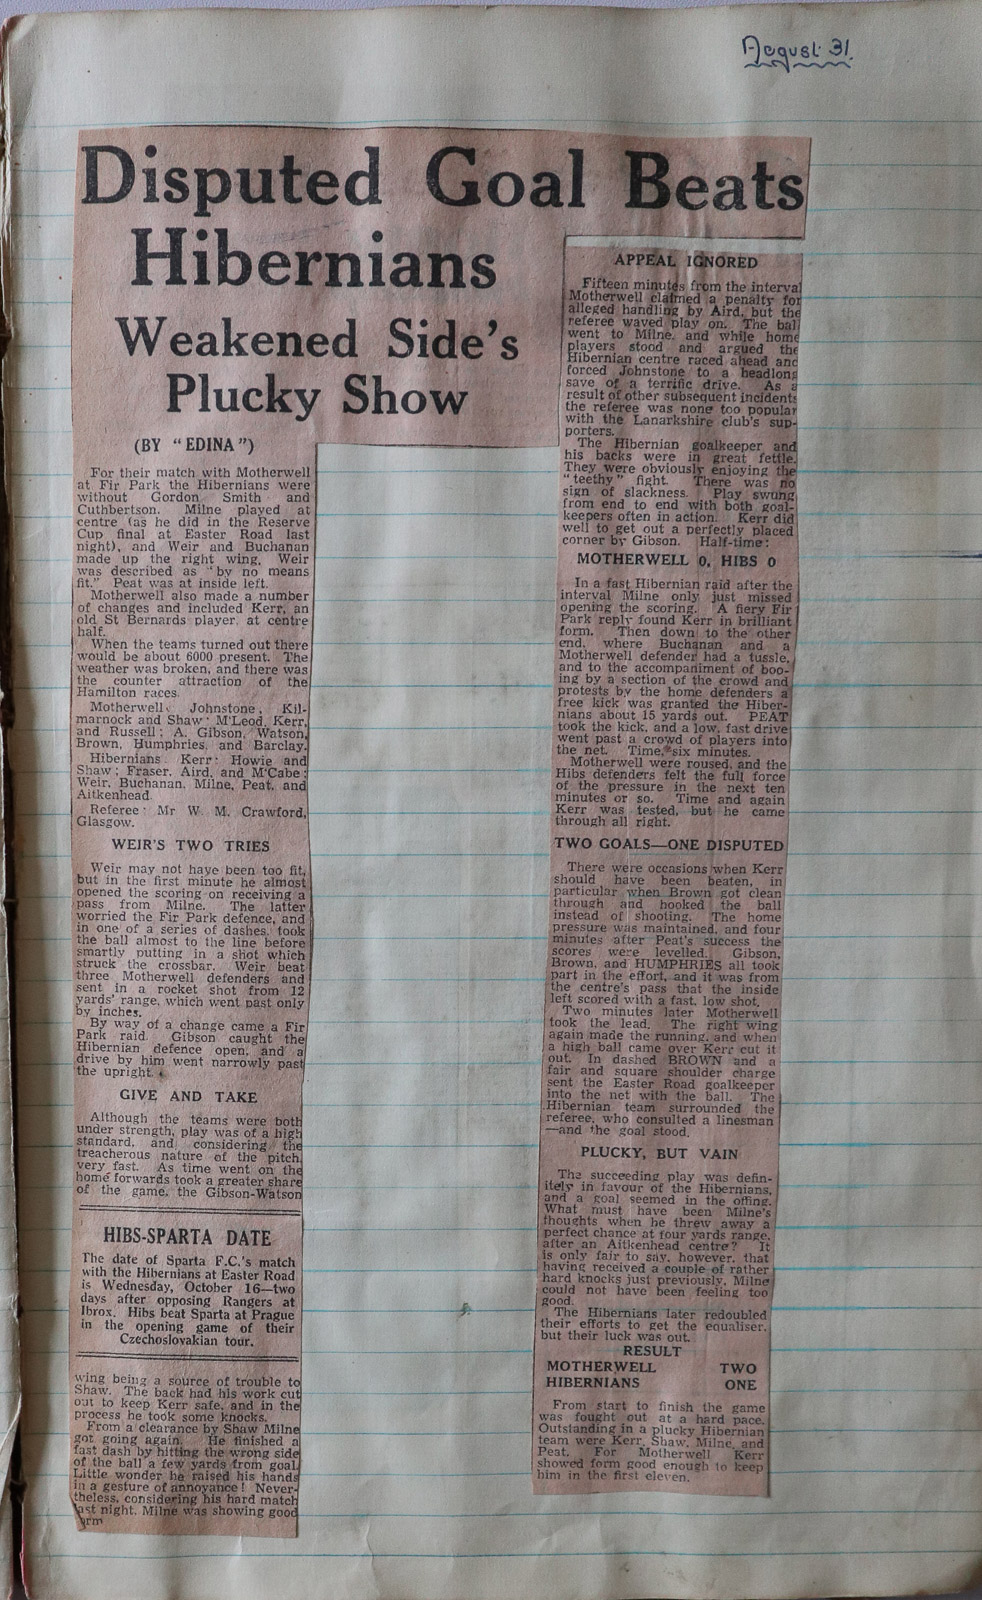 August 31.
Disputed Goal Beats
Hibernians
Weakened Side's
Plucky Show
(BY "EDINA")
For their match with Motherwell
at Fir Park the Hibernians were
without Gordon Smith and
Cuthbertson. Milne played at
centre (as he did in the Reserve
Cup final at Easter Road last
night), and Weir and Buchanan
made up the right wing. Weir
was described as "by no means
fit." Peat was at inside left.
Motherwell also made a number
of changes and included Kerr, an
old St Bernards player, at centre
half.
When the teams turned out there
would be about 6000 present. The
weather was broken, and there was
the counter attraction of the
Hamilton races.
Motherwell: Johnstone; Kil-
marnock and Shaw; M'Leod, Kerr,
and Russell; A. Gibson, Watson,
Brown, Humphries, and Barclay.
Hibernians. Kerr; Howie and
Shaw; Fraser, Aird, and M'Cabe;
Weir, Buchanan, Milne, Peat, and
Aitkenhead.
Referee: Mr W. M. Crawford,
Glasgow.
WEIR'S TWO TRIES
Weir may not have been too fit,
but in the first minute he almost
opened the scoring on receiving a
pass from Milne. The latter
worried the Fir Park defence, and
in one of a series of dashes, took
the ball almost to the line before
smartly putting in a shot which
struck the crossbar. Weir beat
three Motherwell defenders and
sent in a rocket shot from 12
yards' range, which went past only
by inches.
By way of a change came a Fir
Park raid. Gibson caught the
Hibernian defence open, and a
drive by him went narrowly past
the upright.
GIVE AND TAKE
Although the teams were both
under strength, play was of a high
standard, and considering the
treacherous nature of the pitch,
very fast. As time went on the
home forwards took a greater share
of the game, the Gibson-Watson
HIBS-SPARTA DATE
The date of Sparta F.C.'s match
with the Hibernians at Easter Road
is Wednesday, October 16—two
days after opposing Rangers at
Ibrox. Hibs beat Sparta at Prague
in the opening game of their
Czechoslovakian tour.
wing being a source of trouble to
Shaw. The back had his work cut
out to keep Kerr safe, and in the
process he took some knocks.
From a clearance by Shaw Milne
got going again. He finished a
fast dash by hitting the wrong side
of the ball a few yards from goal.
Little wonder he raised his hands
in a gesture of annoyance! Never-
theless, considering his hard match
last night, Milne was showing good
APPEAL IGNORED
Fifteen minutes from the interval
Motherwell claimed a penalty for
alleged handling by Aird, but the
referee waved play on. The ball
went to Milne, and while home
players stood and argued the
Hibernian centre raced ahead and
forced Johnstone to a headlong
save of a terrific drive. As a
result of other subsequent incidents
the referee was none too popular
with the Lanarkshire club's sup-
porters.
The Hibernian goalkeeper and
his backs were in great fettle.
They were obviously enjoying the
"teethy" fight. There was no
sign of slackness. Play swung
from end to end with both goal-
keepers often in action. Kerr did
well to get out a perfectly placed
corner by Gibson. Half-time:
MOTHERWELL 0, HIBS 0
In a fast Hibernian raid after the
interval Milne only just missed
opening the scoring. A fiery Fir
Park reply found Kerr in brilliant
form. Then down to the other
end, where Buchanan and a
Motherwell defender had a tussle,
and to the accompaniment of boo-
ing by a section of the crowd and
protests by the home defenders a
free kick was granted the Hiber-
nians about 15 yards out. PEAT
took the kick, and a low, fast drive
went past a crowd of players into
the net. Time, six minutes.
Motherwell were roused, and the
Hibs defenders felt the full force
of the pressure in the next ten
minutes or so. Time and again
Kerr was tested, but he came
through all right.
TWO GOALS—ONE DISPUTED
There were occasions when Kerr
should have been beaten, in
particular when Brown got clean
through and hooked the ball
instead of shooting. The home
pressure was maintained, and four
minutes after Peat's success the
scores were levelled. Gibson,
Brown, and HUMPHRIES all took
part in the effort, and it was from
the centre's pass that the inside
left scored with a fast, low shot.
Two minutes later Motherwell
took the lead. The right wing
again made the running, and when
a high ball came over Kerr cut it
out. In dashed BROWN and a
fair and square shoulder charge
sent the Easter Road goalkeeper
into the net with the ball. The
Hibernian team surrounded the
referee, who consulted a linesman
—and the goal stood.
PLUCKY, BUT VAIN
The succeeding play was defin-
itely in favour of the Hibernians,
and a goal seemed in the offing.
What must have been Milne's
thoughts when he threw away a
perfect chance at four yards range,
after an Aitkenhead centre? It
is only fair to say, however, that
having received a couple of rather
hard knocks just previously, Milne
could not have been feeling too
good.
The Hibernians later redoubled
their efforts to get the equaliser,
but their luck was out.
RESULT
MOTHERWELL TWO
HIBERNIANS ONE
From start to finish the game
was fought out at a hard pace.
Outstanding in a plucky Hibernian
team were Kerr, Shaw, Milne, and
Peat. For Motherwell Kerr
showed form good enough to keep
him in the first eleven.